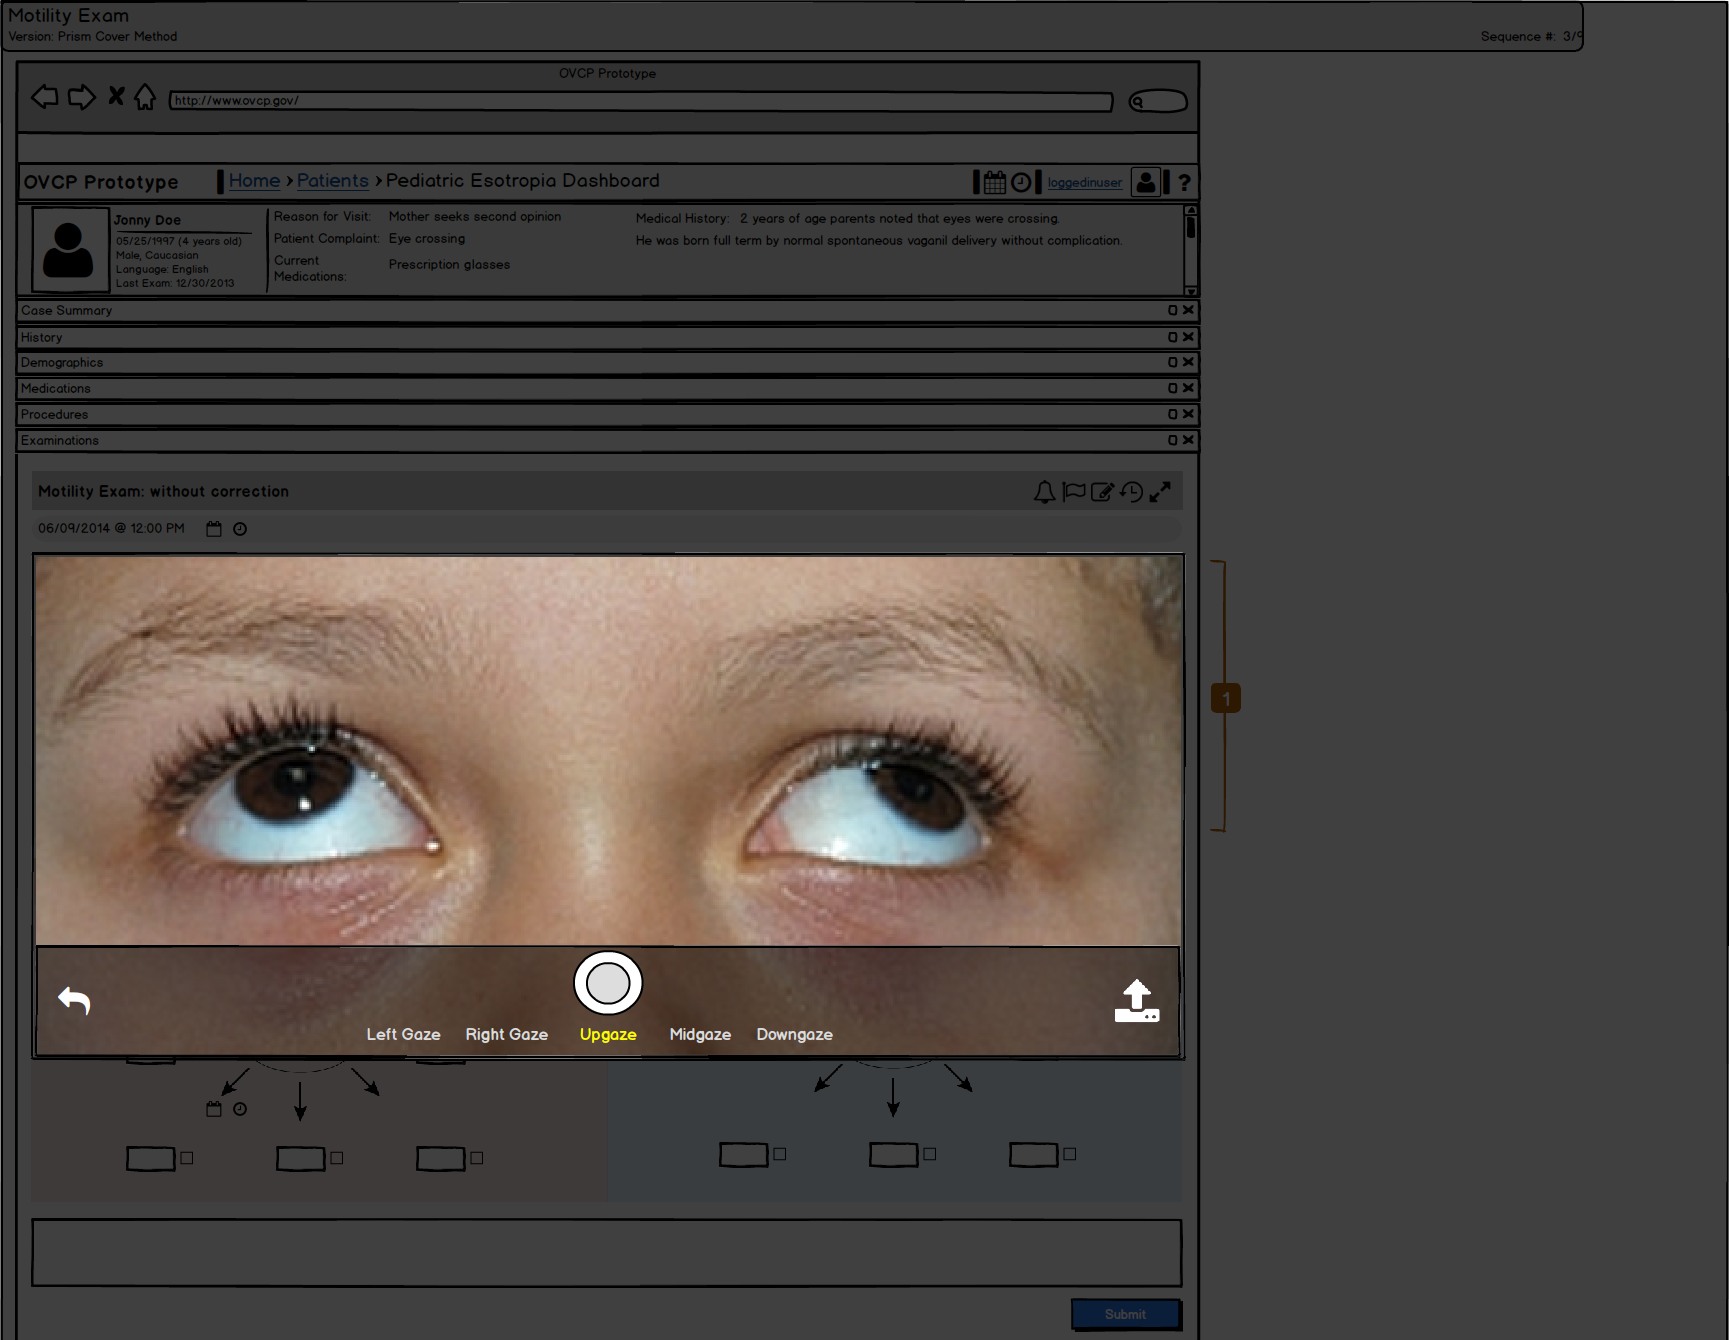 Motility Exam
Version: Prism Cover Method
Sequence #: 3/9
OVCP Prototype
http://www.ovcp.gov/
OVCP Prototype
Home › Patients › Pediatric Esotropia Dashboard
loggedinuser
?
Jonny Doe
05/25/1997 (4 years old)
Male, Caucasian
Language: English
Last Exam: 12/30/2013
Reason for Visit: Mother seeks second opinion
Patient Complaint: Eye crossing
Current Medications: Prescription glasses
Medical History: 2 years of age parents noted that eyes were crossing.
He was born full term by normal spontaneous vaganil delivery without complication.
Case Summary
History
Demographics
Medications
Procedures
Examinations
Motility Exam: without correction
06/09/2014 @ 12:00 PM
1
Left Gaze Right Gaze Upgaze Midgaze Downgaze
Submit